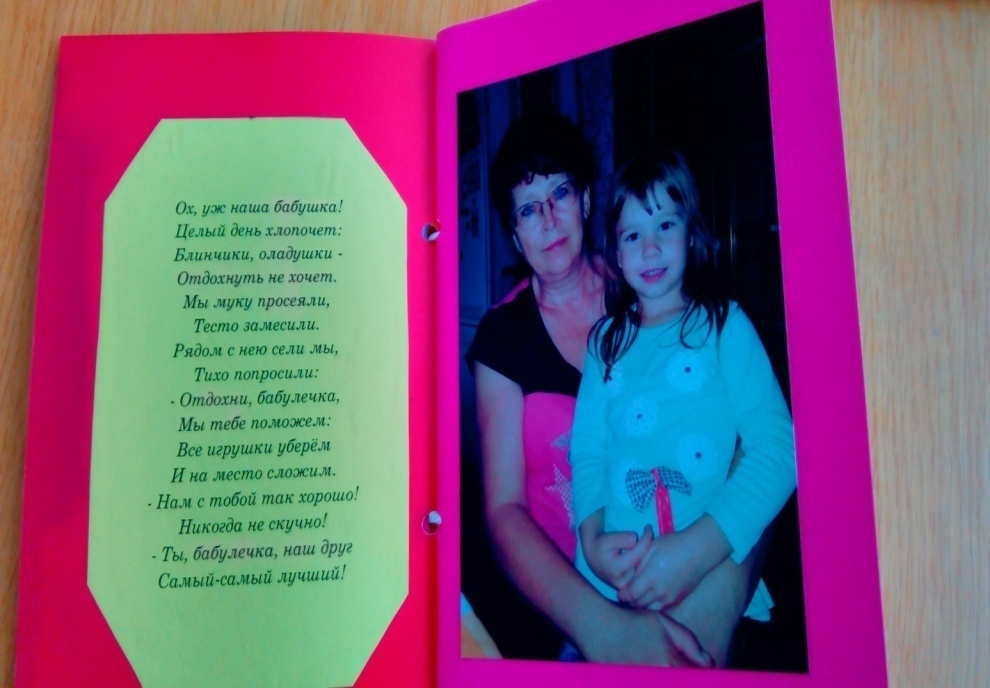 Ох, уж наша бабушка!
Целый день хлопочет:
Блинчики, оладушки -
Отдохнуть не хочет.
Мы муку просеяли,
Тесто замесили.
Рядом с нею сели мы,
Тихо попросили:
- Отдохни, бабулечка,
Мы тебе поможем:
Все игрушки уберём
И на место сложим.
- Нам с тобой так хорошо!
Никогда не скучно!
- Ты, бабулечка, наш друг
Самый-самый лучший!